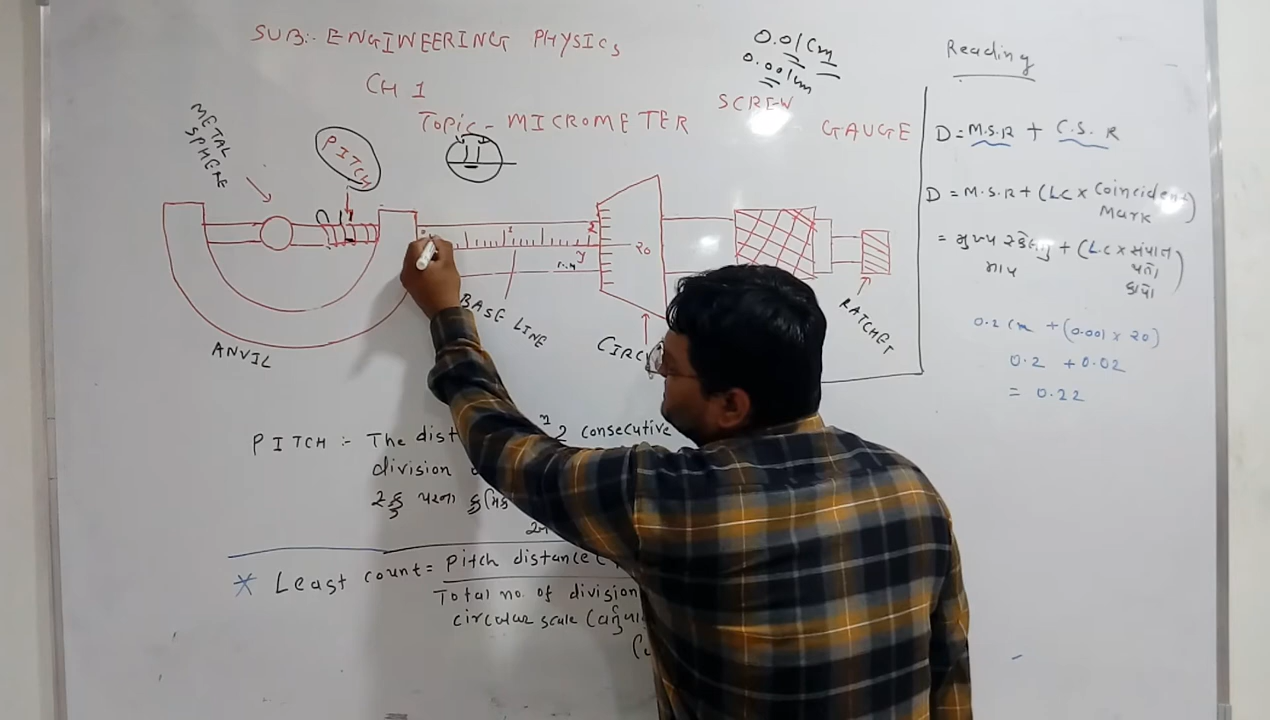 SUB:- ENGINEERING PHYSICS
CH 1
Topic - MICROMETER SCREW GAUGE
0.01cm
0.001cm
METAL SPHERE
PITCH
20
ANVIL
BASE LINE
CIRC
RATCHET
Reading
D = M.S.R + C.S.R
D = M.S.R + (LC x Coincident
Mark)
= મુખ્ય + (L.C x
માપ
0.2 cm + (0.001 x 20)
0.2 + 0.02
= 0.22
PITCH :- The dist 2 consecutive
division
* Least count = Pitch distance
Total no. of division
circular scale